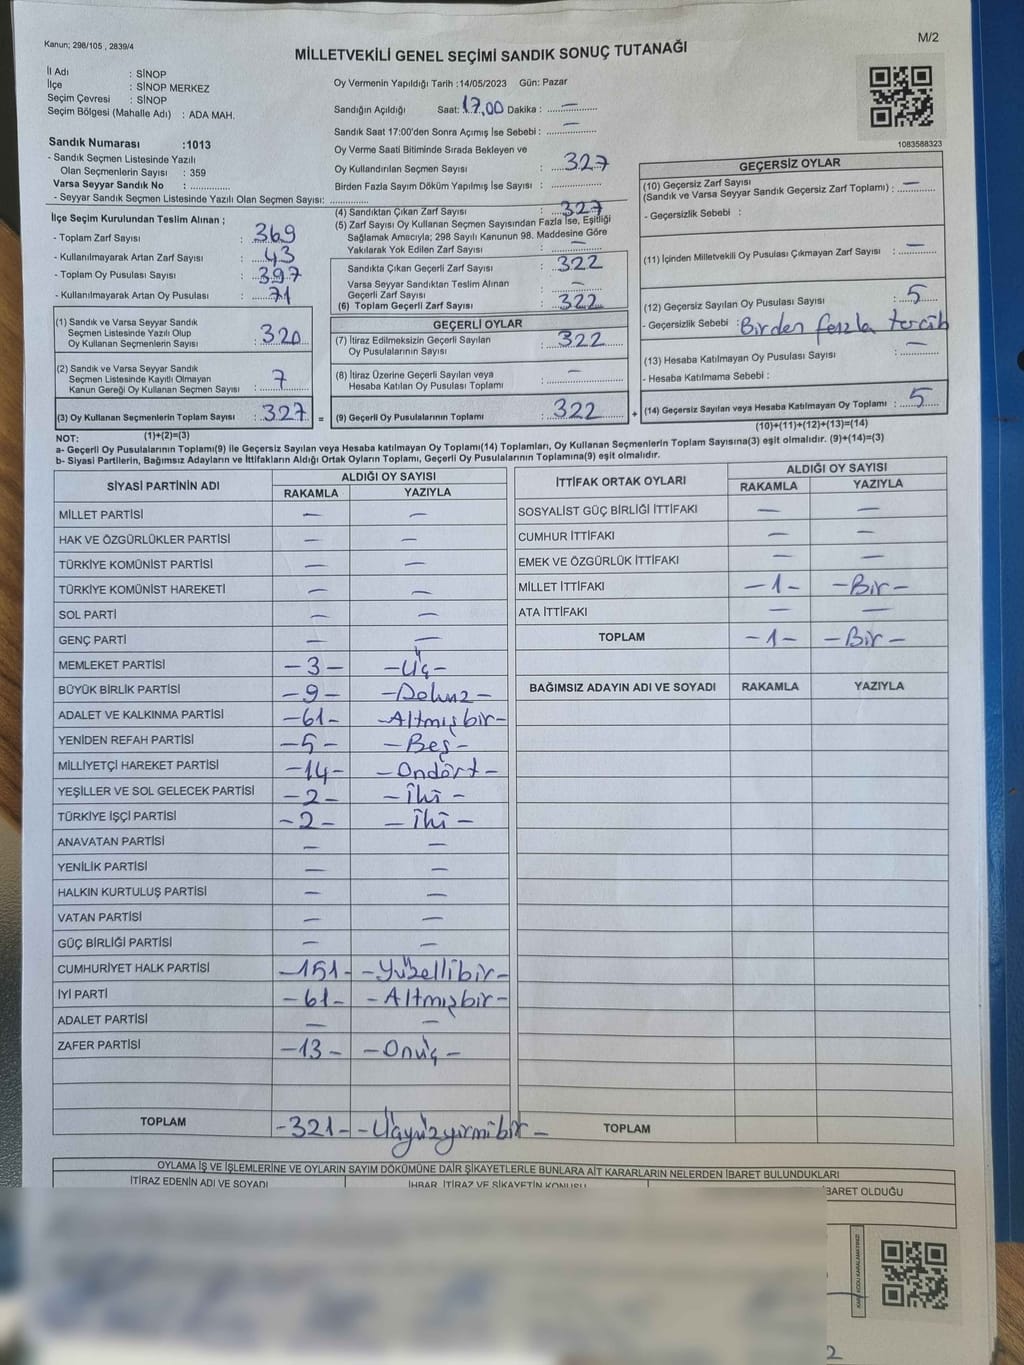 Kanun; 298/105 , 2839/4
M/2
MİLLETVEKİLİ GENEL SEÇİMİ SANDIK SONUÇ TUTANAĞI
İl Adı : SİNOP
İlçe : SİNOP MERKEZ
Seçim Çevresi : SİNOP
Seçim Bölgesi (Mahalle Adı) : ADA MAH.
Oy Vermenin Yapıldığı Tarih :14/05/2023 Gün: Pazar
Sandığın Açıldığı Saat: 17,00 Dakika : —
Sandık Saat 17:00'den Sonra Açımış İse Sebebi : —
Sandık Numarası :1013
- Sandık Seçmen Listesinde Yazılı
Olan Seçmenlerin Sayısı : 359
Varsa Seyyar Sandık No :
- Seyyar Sandık Seçmen Listesinde Yazılı Olan Seçmen Sayısı:
Oy Verme Saati Bitiminde Sırada Bekleyen ve
Oy Kullandırılan Seçmen Sayısı : 327
Birden Fazla Sayım Döküm Yapılmış İse Sayısı :
1083588323
İlçe Seçim Kurulundan Teslim Alınan ;
- Toplam Zarf Sayısı : 369
- Kullanılmayarak Artan Zarf Sayısı : 43
- Toplam Oy Pusulası Sayısı : 397
- Kullanılmayarak Artan Oy Pusulası : 71
(1) Sandık ve Varsa Seyyar Sandık
Seçmen Listesinde Yazılı Olup
Oy Kullanan Seçmenlerin Sayısı : 320
(2) Sandık ve Varsa Seyyar Sandık
Seçmen Listesinde Kayıtlı Olmayan
Kanun Gereği Oy Kullanan Seçmen Sayısı : 7
(3) Oy Kullanan Seçmenlerin Toplam Sayısı : 327 =
(1)+(2)=(3)
(4) Sandıktan Çıkan Zarf Sayısı : 327
(5) Zarf Sayısı Oy Kullanan Seçmen Sayısından Fazla İse, Eşitliği
Sağlamak Amacıyla; 298 Sayılı Kanunun 98. Maddesine Göre
Yakılarak Yok Edilen Zarf Sayısı : —
Sandıkta Çıkan Geçerli Zarf Sayısı : 322
Varsa Seyyar Sandıktan Teslim Alınan
Geçerli Zarf Sayısı : —
(6) Toplam Geçerli Zarf Sayısı : 322
GEÇERLİ OYLAR
(7) İtiraz Edilmeksizin Geçerli Sayılan
Oy Pusulalarının Sayısı : 322
(8) İtiraz Üzerine Geçerli Sayılan veya
Hesaba Katılan Oy Pusulası Toplamı : —
(9) Geçerli Oy Pusulalarının Toplamı : 322 +
GEÇERSİZ OYLAR
(10) Geçersiz Zarf Sayısı
(Sandık ve Varsa Seyyar Sandık Geçersiz Zarf Toplamı) : —
- Geçersizlik Sebebi :
(11) İçinden Milletvekili Oy Pusulası Çıkmayan Zarf Sayısı : —
(12) Geçersiz Sayılan Oy Pusulası Sayısı : 5
- Geçersizlik Sebebi : Birden fazla tercih
(13) Hesaba Katılmayan Oy Pusulası Sayısı : —
- Hesaba Katılmama Sebebi :
(14) Geçersiz Sayılan veya Hesaba Katılmayan Oy Toplamı : 5
(10)+(11)+(12)+(13)=(14)
NOT:
a- Geçerli Oy Pusulalarının Toplamı(9) ile Geçersiz Sayılan veya Hesaba katılmayan Oy Toplamı(14) Toplamları, Oy Kullanan Seçmenlerin Toplam Sayısına(3) eşit olmalıdır. (9)+(14)=(3)
b- Siyasi Partilerin, Bağımsız Adayların ve İttifakların Aldığı Ortak Oyların Toplamı, Geçerli Oy Pusulalarının Toplamına(9) eşit olmalıdır.
SİYASİ PARTİNİN ADI ALDIĞI OY SAYISI
RAKAMLA YAZIYLA
MİLLET PARTİSİ — —
HAK VE ÖZGÜRLÜKLER PARTİSİ — —
TÜRKİYE KOMÜNİST PARTİSİ — —
TÜRKİYE KOMÜNİST HAREKETİ — —
SOL PARTİ — —
GENÇ PARTİ — —
MEMLEKET PARTİSİ -3- -Üç-
BÜYÜK BİRLİK PARTİSİ -9- -Dokuz-
ADALET VE KALKINMA PARTİSİ -61- -Altmışbir-
YENİDEN REFAH PARTİSİ -5- -Beş-
MİLLİYETÇİ HAREKET PARTİSİ -14- -Ondört-
YEŞİLLER VE SOL GELECEK PARTİSİ -2- -İki-
TÜRKİYE İŞÇİ PARTİSİ -2- -İki-
ANAVATAN PARTİSİ — —
YENİLİK PARTİSİ — —
HALKIN KURTULUŞ PARTİSİ — —
VATAN PARTİSİ — —
GÜÇ BİRLİĞİ PARTİSİ — —
CUMHURİYET HALK PARTİSİ -151- -Yüzellibir-
İYİ PARTİ -61- -Altmışbir-
ADALET PARTİSİ — —
ZAFER PARTİSİ -13- -Onüç-
TOPLAM -321- -Üçyüzyirmibir-
İTTİFAK ORTAK OYLARI ALDIĞI OY SAYISI
RAKAMLA YAZIYLA
SOSYALİST GÜÇ BİRLİĞİ İTTİFAKI — —
CUMHUR İTTİFAKI — —
EMEK VE ÖZGÜRLÜK İTTİFAKI — —
MİLLET İTTİFAKI -1- -Bir-
ATA İTTİFAKI — —
TOPLAM -1- -Bir-
BAĞIMSIZ ADAYIN ADI VE SOYADI RAKAMLA YAZIYLA
TOPLAM
OYLAMA İŞ VE İŞLEMLERİNE VE OYLARIN SAYIM DÖKÜMÜNE DAİR ŞİKAYETLERLE BUNLARA AİT KARARLARIN NELERDEN İBARET BULUNDUKLARI
İTİRAZ EDENİN ADI VE SOYADI İHBAR, İTİRAZ VE ŞİKAYETİN KONUSU BARET OLDUĞU